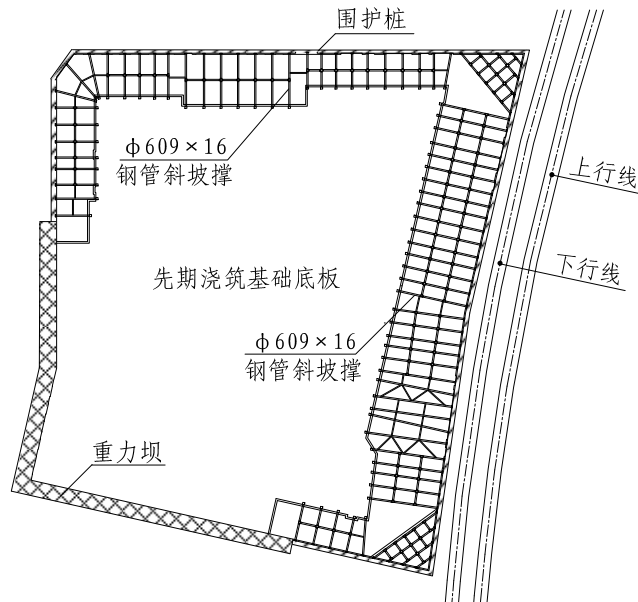 围护桩
φ609×16
钢管斜坡撑
上行线
下行线
先期浇筑基础底板
φ609×16
钢管斜坡撑
重力坝